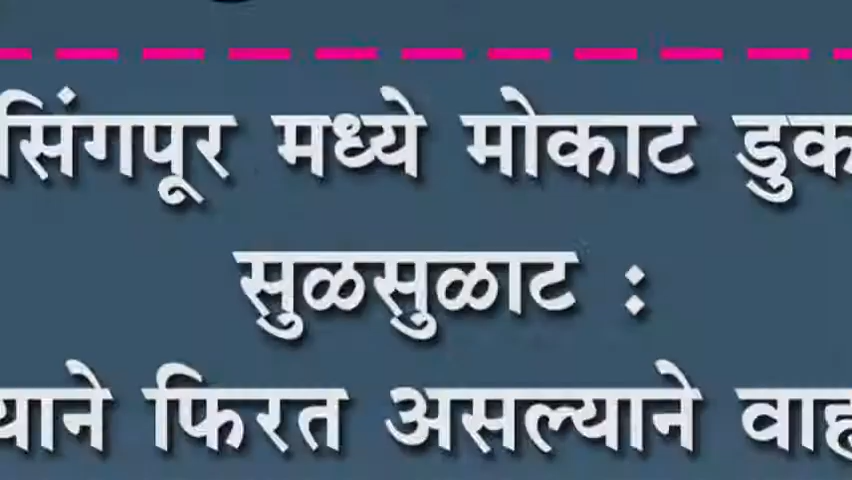 सिंगपूर मध्ये मोकाट डुक
सुळसुळाट :
याने फिरत असल्याने वाह